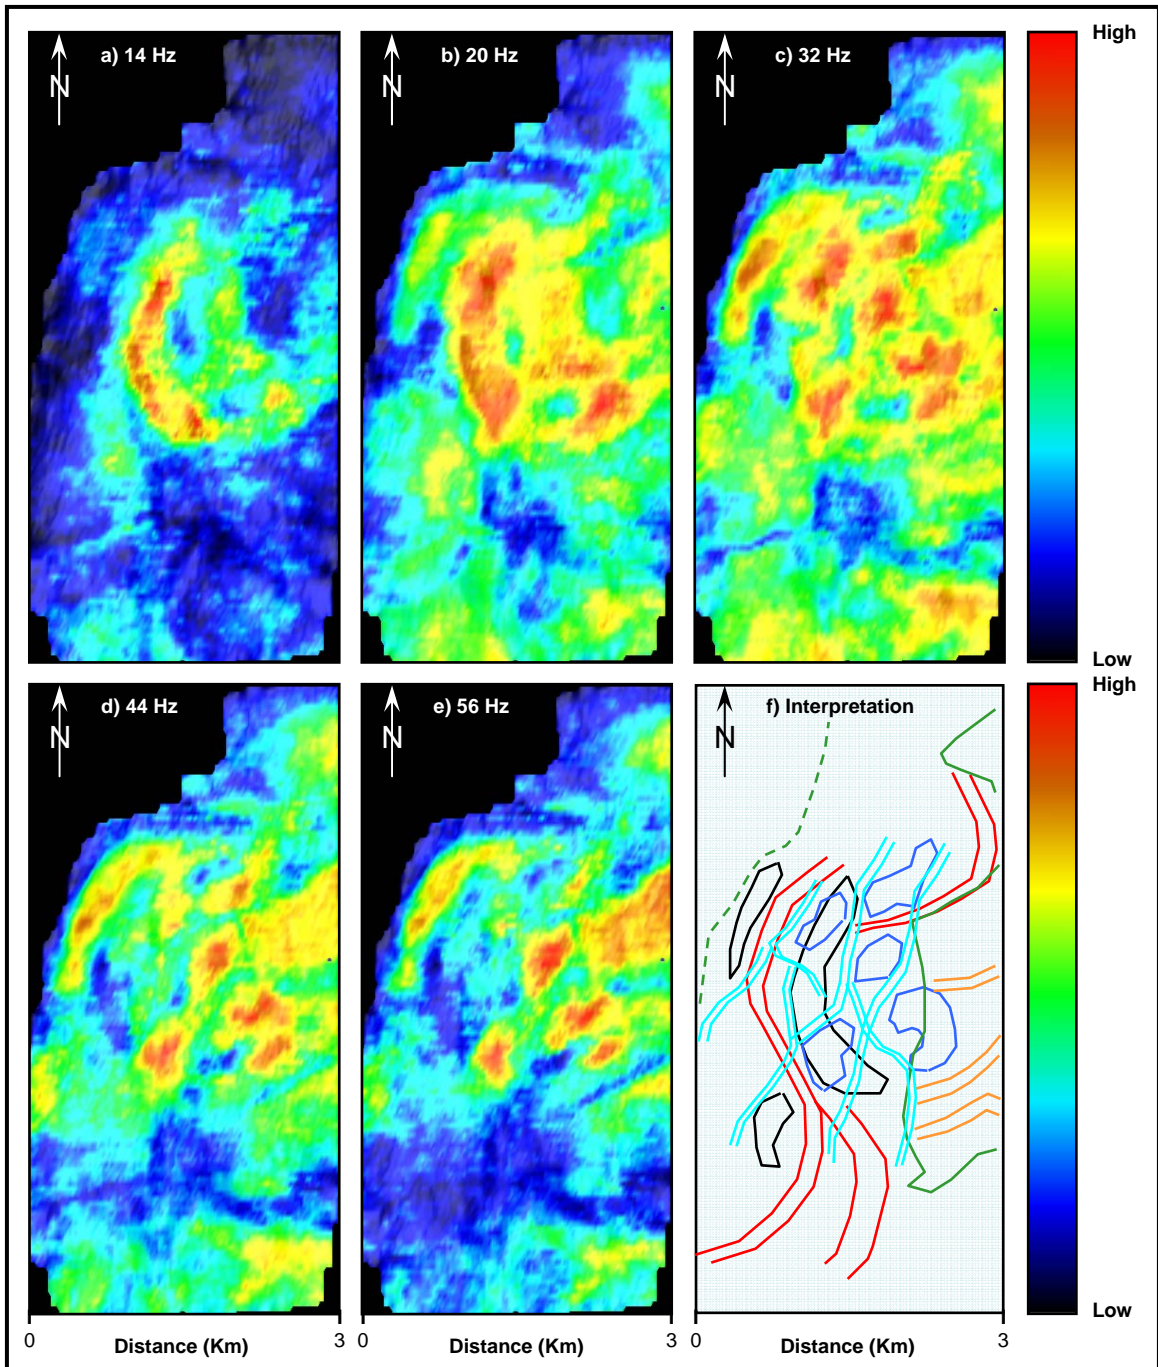 a) 14 Hz
N
b) 20 Hz
N
c) 32 Hz
N
High
Low
d) 44 Hz
N
e) 56 Hz
N
f) Interpretation
N
High
Low
0
3
Distance (Km)
0
3
Distance (Km)
0
3
Distance (Km)